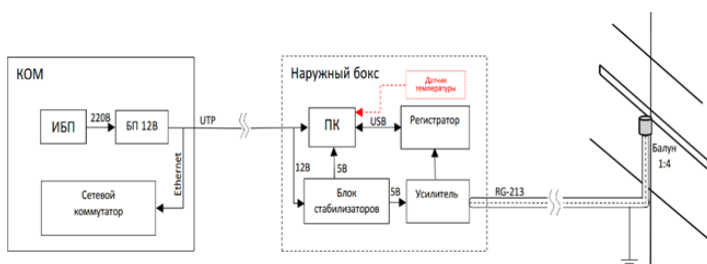 КОМ
ИБП
220В
БП 12В
Ethernet
Сетевой
коммутатор
UTP
Наружный бокс
Датчик
температуры
ПК
USB
Регистратор
12В
5В
Блок
стабилизаторов
5В
Усилитель
RG-213
Балун
1:4